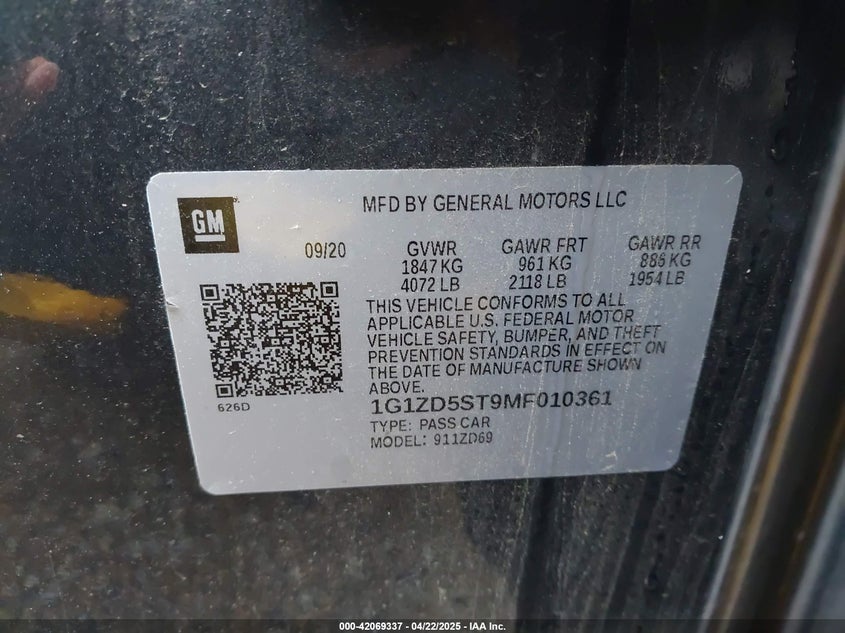 MFD BY GENERAL MOTORS LLC
GM
09/20 GVWR GAWR FRT GAWR RR
1847 KG 961 KG 886 KG
4072 LB 2118 LB 1954 LB
THIS VEHICLE CONFORMS TO ALL
APPLICABLE U.S. FEDERAL MOTOR
VEHICLE SAFETY, BUMPER, AND THEFT
PREVENTION STANDARDS IN EFFECT ON
THE DATE OF MANUFACTURE SHOWN
ABOVE.
626D
1G1ZD5ST9MF010361
TYPE: PASS CAR
MODEL: 911ZD69
000-42069337 - 04/22/2025 - IAA Inc.